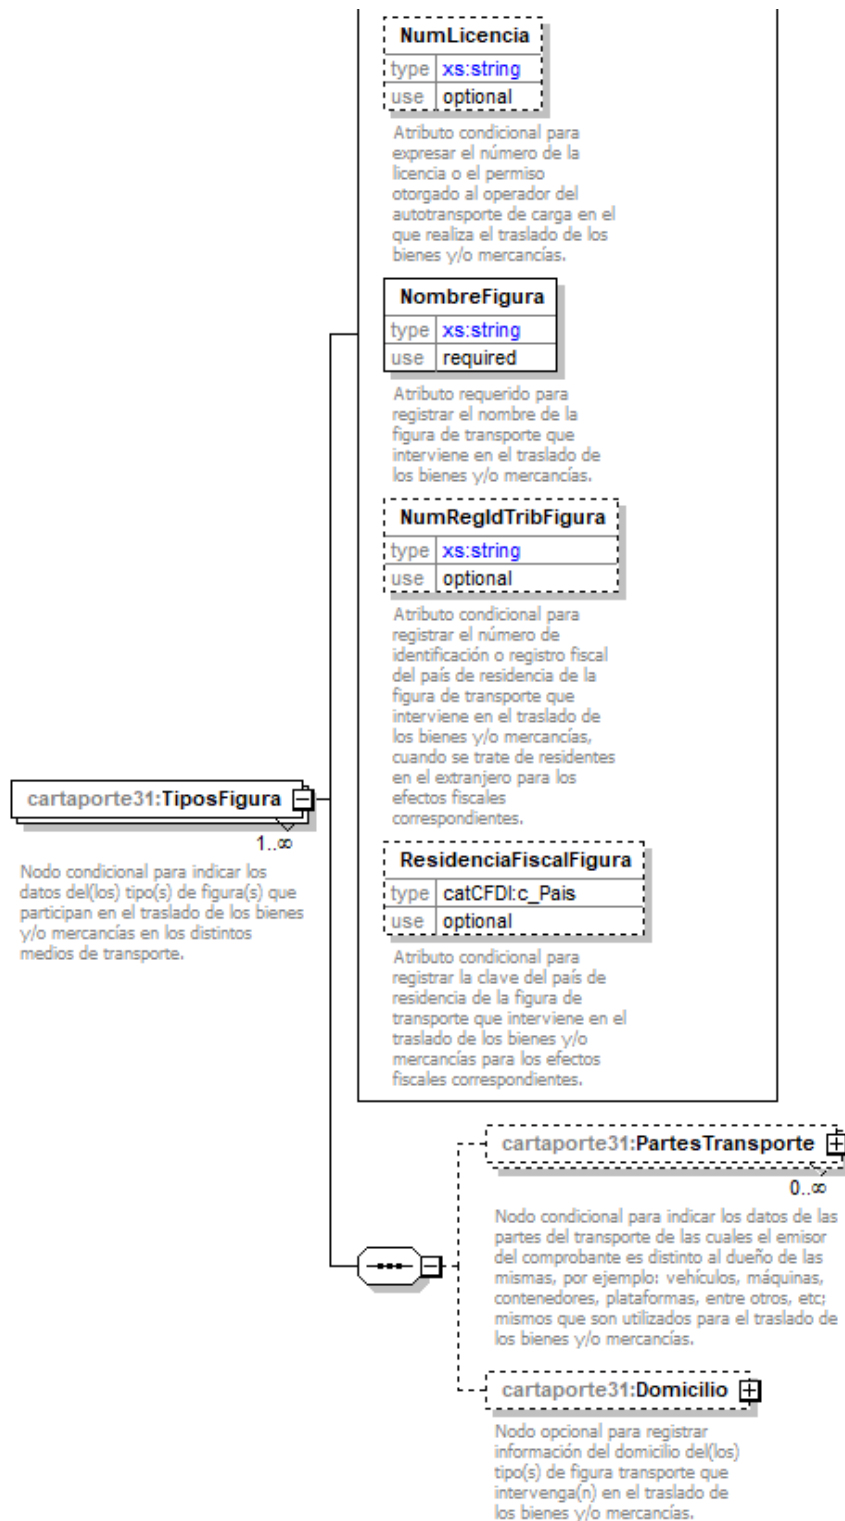 NumLicencia
type xs:string
use optional
Atributo condicional para
expresar el número de la
licencia o el permiso
otorgado al operador del
autotransporte de carga en el
que realiza el traslado de los
bienes y/o mercancías.
NombreFigura
type xs:string
use required
Atributo requerido para
registrar el nombre de la
figura de transporte que
interviene en el traslado de
los bienes y/o mercancías.
NumRegIdTribFigura
type xs:string
use optional
Atributo condicional para
registrar el número de
identificación o registro fiscal
del país de residencia de la
figura de transporte que
interviene en el traslado de
los bienes y/o mercancías,
cuando se trate de residentes
en el extranjero para los
efectos fiscales
correspondientes.
cartaporte31:TiposFigura
1..∞
Nodo condicional para indicar los
datos del(los) tipo(s) de figura(s) que
participan en el traslado de los bienes
y/o mercancías en los distintos
medios de transporte.
ResidenciaFiscalFigura
type catCFDI:c_Pais
use optional
Atributo condicional para
registrar la clave del país de
residencia de la figura de
transporte que interviene en el
traslado de los bienes y/o
mercancías para los efectos
fiscales correspondientes.
cartaporte31:PartesTransporte
0..∞
Nodo condicional para indicar los datos de las
partes del transporte de las cuales el emisor
del comprobante es distinto al dueño de las
mismas, por ejemplo: vehículos, máquinas,
contenedores, plataformas, entre otros, etc;
mismos que son utilizados para el traslado de
los bienes y/o mercancías.
cartaporte31:Domicilio
Nodo opcional para registrar
información del domicilio del(los)
tipo(s) de figura transporte que
intervenga(n) en el traslado de
los bienes y/o mercancías.